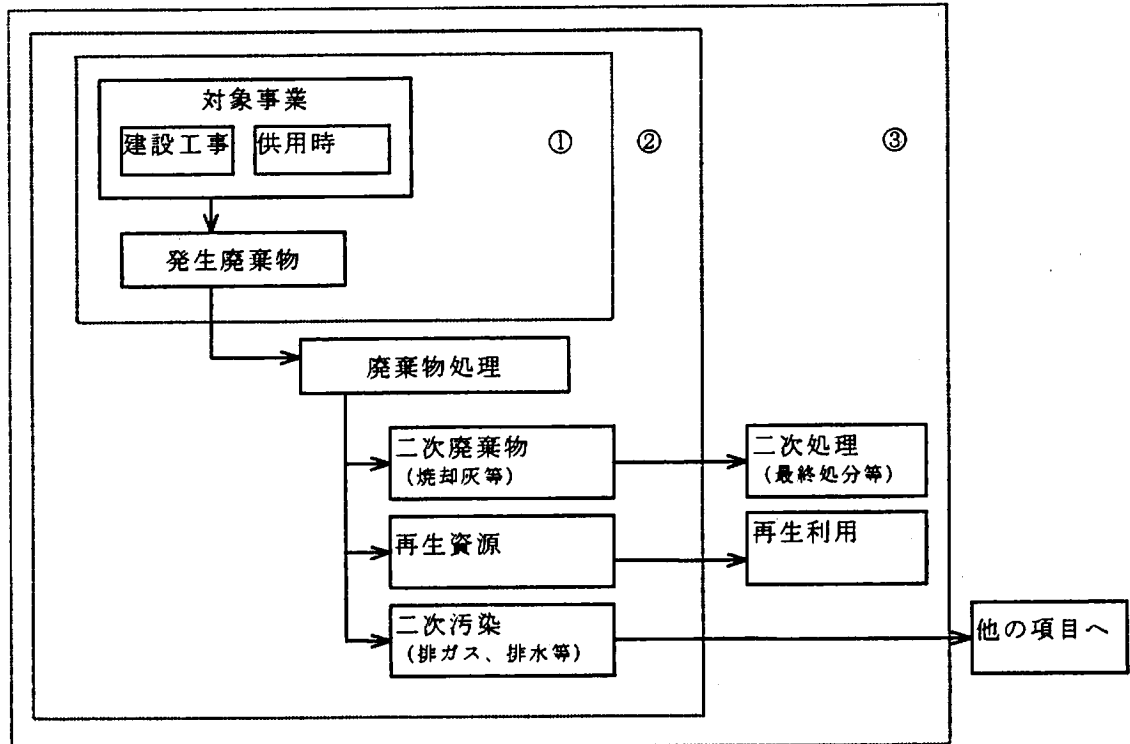 対象事業
建設工事
供用時
①
②
③
発生廃棄物
廃棄物処理
二次廃棄物
(焼却灰等)
二次処理
(最終処分等)
再生資源
再生利用
二次汚染
(排ガス、排水等)
他の項目へ